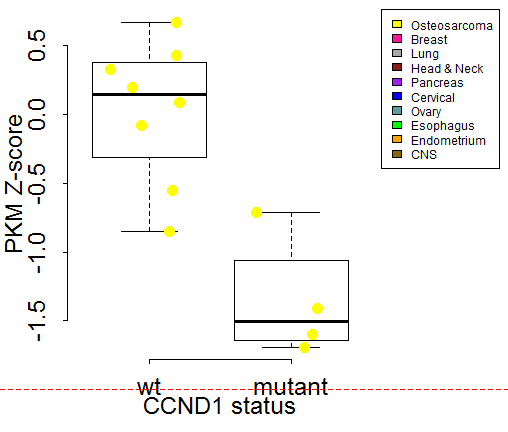 PKM Z-score
0.5
0.0
-0.5
-1.0
-1.5
wt mutant
CCND1 status
Osteosarcoma
Breast
Lung
Head & Neck
Pancreas
Cervical
Ovary
Esophagus
Endometrium
CNS